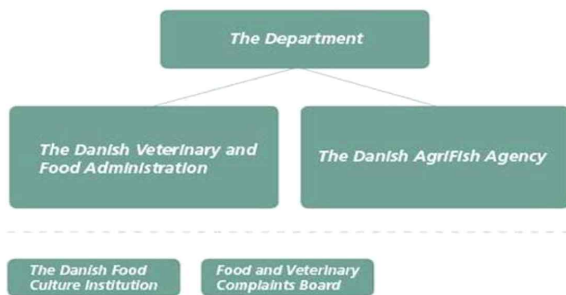 The Department
The Danish Veterinary and
Food Administration
The Danish AgriFish Agency
The Danish Food
Culture Institution
Food and Veterinary
Complaints Board